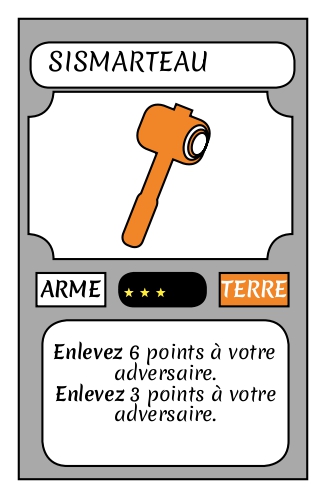 SISMARTEAU
ARME
TERRE
Enlevez 6 points à votre
adversaire.
Enlevez 3 points à votre
adversaire.